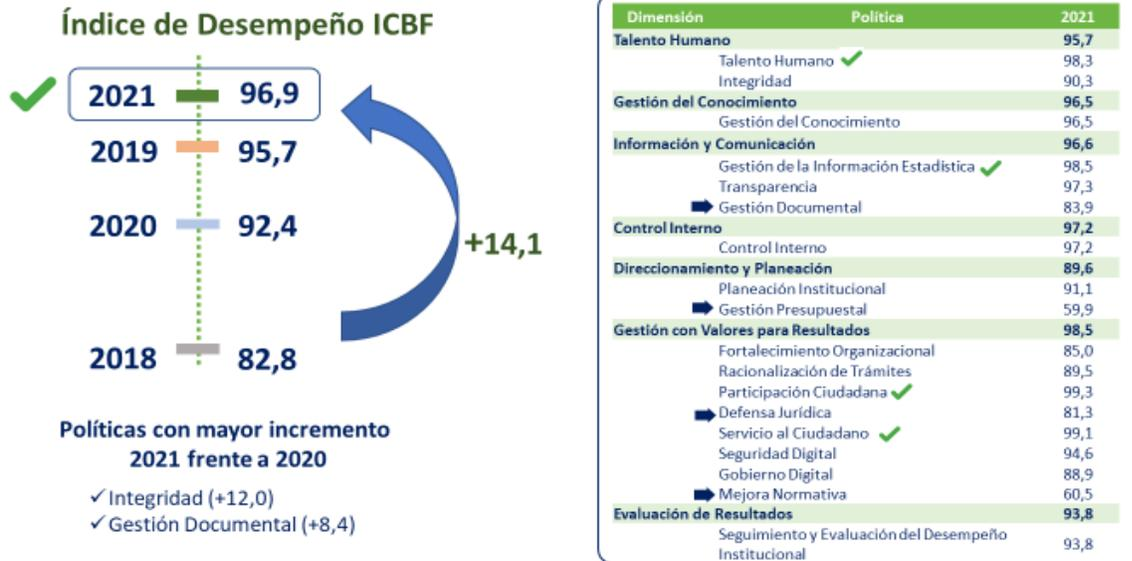 Índice de Desempeño ICBF
2021 96,9
2019 95,7
2020 92,4
2018 82,8
+14,1
Políticas con mayor incremento
2021 frente a 2020
✓ Integridad (+12,0)
✓ Gestión Documental (+8,4)
Dimensión Política 2021
Talento Humano 95,7
Talento Humano 98,3
Integridad 90,3
Gestión del Conocimiento 96,5
Gestión del Conocimiento 96,5
Información y Comunicación 96,6
Gestión de la Información Estadística 98,5
Transparencia 97,3
Gestión Documental 83,9
Control Interno 97,2
Control Interno 97,2
Direccionamiento y Planeación 89,6
Planeación Institucional 91,1
Gestión Presupuestal 59,9
Gestión con Valores para Resultados 98,5
Fortalecimiento Organizacional 85,0
Racionalización de Trámites 89,5
Participación Ciudadana 99,3
Defensa Jurídica 81,3
Servicio al Ciudadano 99,1
Seguridad Digital 94,6
Gobierno Digital 88,9
Mejora Normativa 60,5
Evaluación de Resultados 93,8
Seguimiento y Evaluación del Desempeño
Institucional 93,8